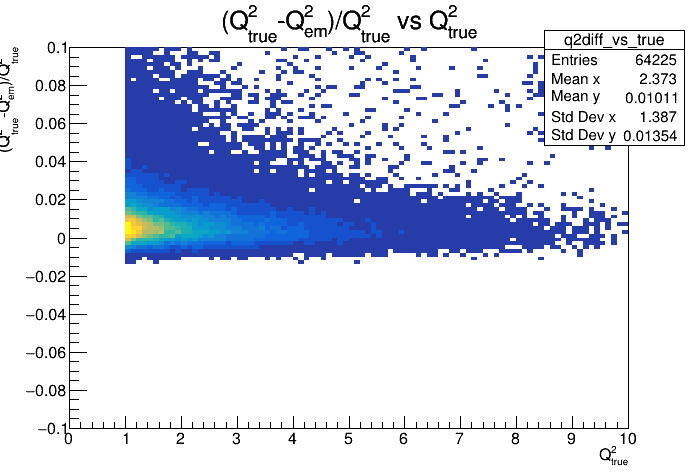 (Q²true -Q²em)/Q²true vs Q²true
q2diff_vs_true
Entries 64225
Mean x 2.373
Mean y 0.01011
Std Dev x 1.387
Std Dev y 0.01354
(Q²true -Q²em)/Q²true
0.1
0.08
0.06
0.04
0.02
0
−0.02
−0.04
−0.06
−0.08
−0.1
0 1 2 3 4 5 6 7 8 9 10
Q²true